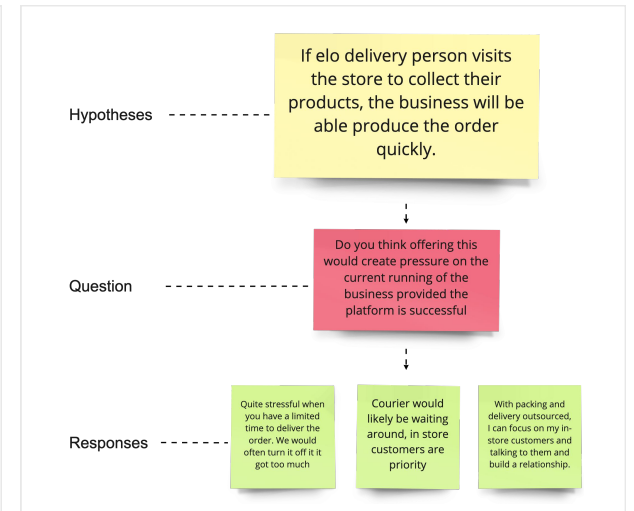 Hypotheses
If elo delivery person visits
the store to collect their
products, the business will be
able produce the order
quickly.
Question
Do you think offering this
would create pressure on the
current running of the
business provided the
platform is successful
Responses
Quite stressful when
you have a limited
time to deliver the
order. We would
often turn it off it it
got too much
Courier would
likely be waiting
around, in store
customers are
priority
With packing and
delivery outsourced,
I can focus on my in-
store customers and
talking to them and
build a relationship.